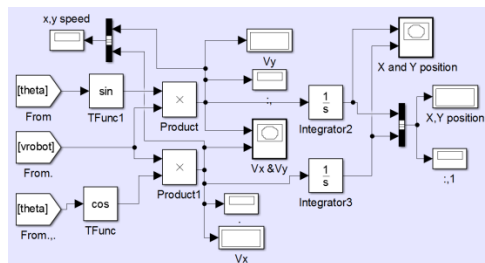 x,y speed
Vy
X and Y position
[theta]
sin
×
:,
1
s
From
TFunc1
Product
Integrator2
X,Y position
[vrobot]
Vx &Vy
From.
×
1
s
:,1
Product1
Integrator3
[theta]
cos
.
From.,.
TFunc
Vx